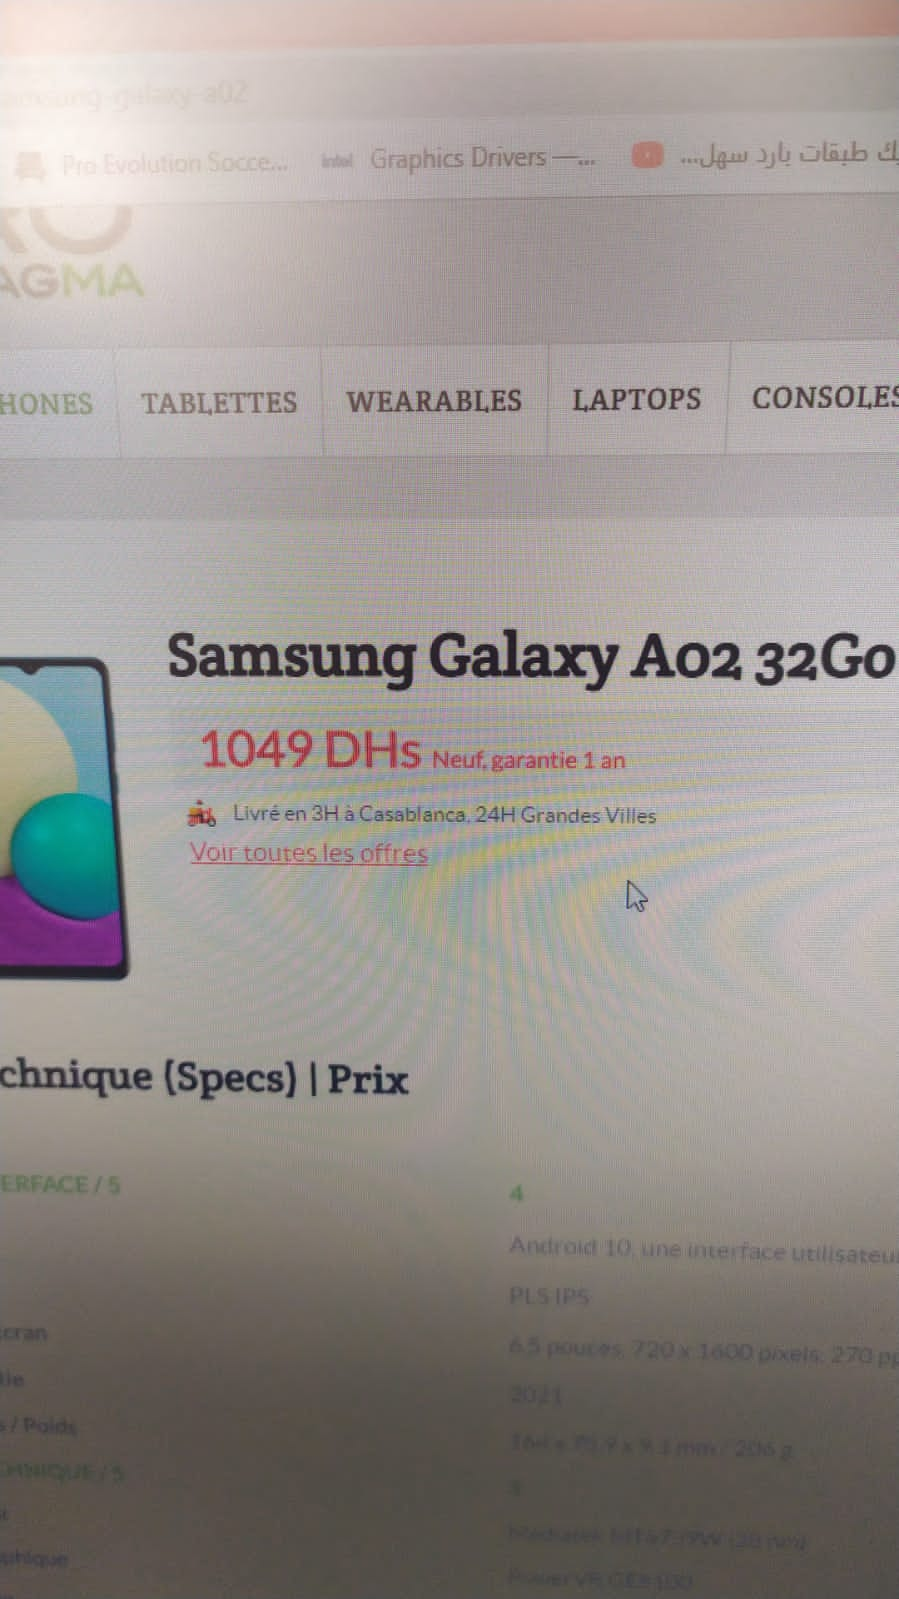 samsung-galaxy-a02
Pro Evolution Socce... intel Graphics Drivers —... ...طبقات بارد سهل
AGMA
HONES TABLETTES WEARABLES LAPTOPS CONSOLES
Samsung Galaxy A02 32Go
1049 DHs Neuf, garantie 1 an
Livré en 3H à Casablanca, 24H Grandes Villes
Voir toutes les offres
chnique (Specs) | Prix
ERFACE / 5 4
Android 10, une interface utilisateu
PLS IPS
cran 6.5 pouces, 720 x 1600 pixels, 270 pp
tie 2021
s / Poids 164 x 75.9 x 9.1 mm / 206 g
CHNIQUE / 5
Mediatek MT6739W (28 nm)
aphique PowerVR GE8100